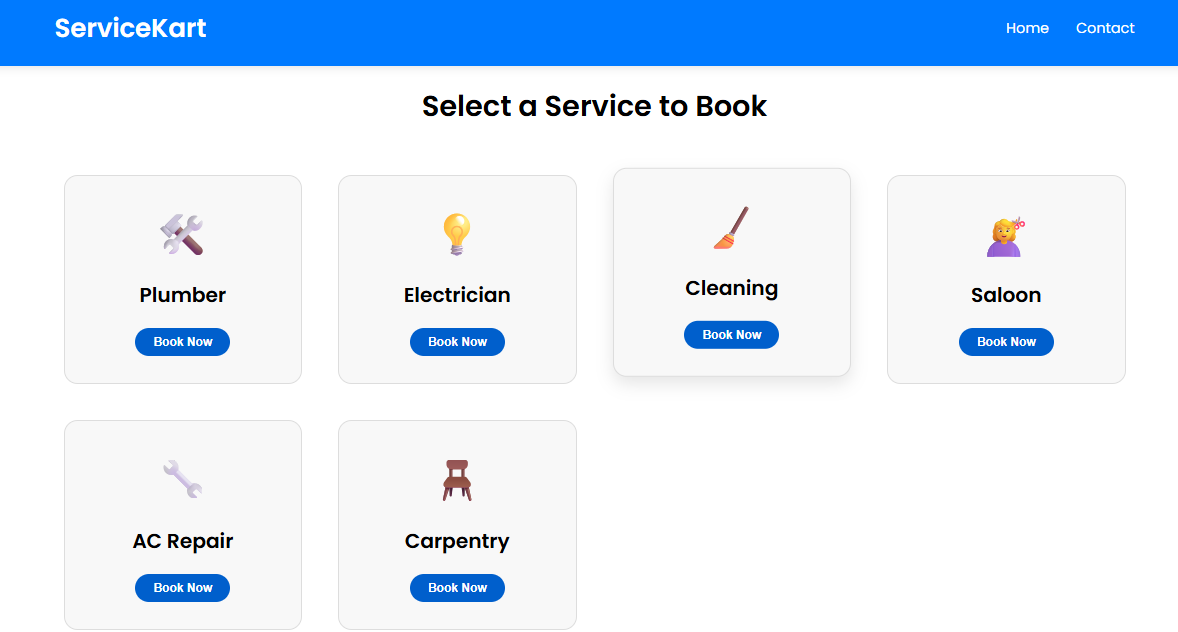 ServiceKart
Home Contact
Select a Service to Book
Plumber
Book Now
Electrician
Book Now
Cleaning
Book Now
Saloon
Book Now
AC Repair
Book Now
Carpentry
Book Now